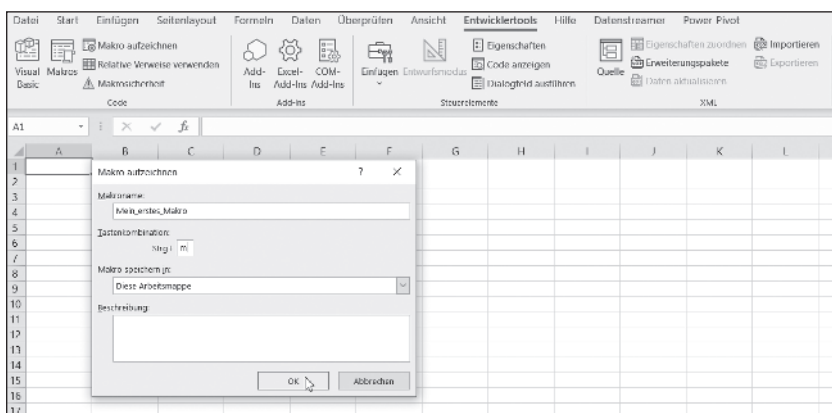 Datei Start Einfügen Seitenlayout Formeln Daten Überprüfen Ansicht Entwicklertools Hilfe Datenstreamer Power Pivot
Visual Basic
Makros
Makro aufzeichnen
Relative Verweise verwenden
Makrosicherheit
Code
Add-Ins
Excel-Add-Ins
COM-Add-Ins
Add-Ins
Einfügen
Entwurfsmodus
Eigenschaften
Code anzeigen
Dialogfeld ausführen
Steuerelemente
Quelle
Eigenschaften zuordnen
Erweiterungspakete
Daten aktualisieren
Importieren
Exportieren
XML
A1
fx
A B C D E F G H I J K L
1
2
3
4
5
6
7
8
9
10
11
12
13
14
15
16
17
Makro aufzeichnen ? ×
Makroname:
Mein_erstes_Makro
Tastenkombination:
Strg+ m
Makro speichern in:
Diese Arbeitsmappe
Beschreibung:
OK Abbrechen